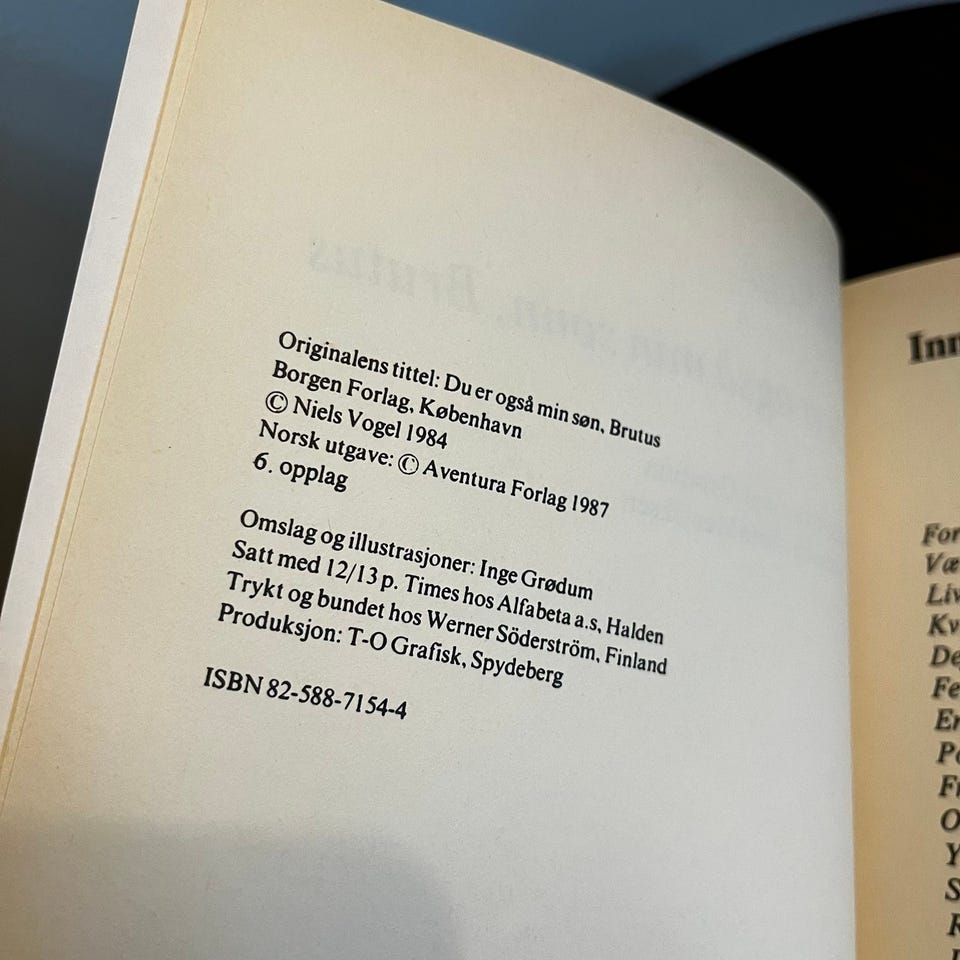 Originalens tittel: Du er også min søn, Brutus
Borgen Forlag, København
© Niels Vogel 1984
Norsk utgave: © Aventura Forlag 1987
6. opplag
Omslag og illustrasjoner: Inge Grødum
Satt med 12/13 p. Times hos Alfabeta a.s, Halden
Trykt og bundet hos Werner Söderström, Finland
Produksjon: T-O Grafisk, Spydeberg
ISBN 82-588-7154-4